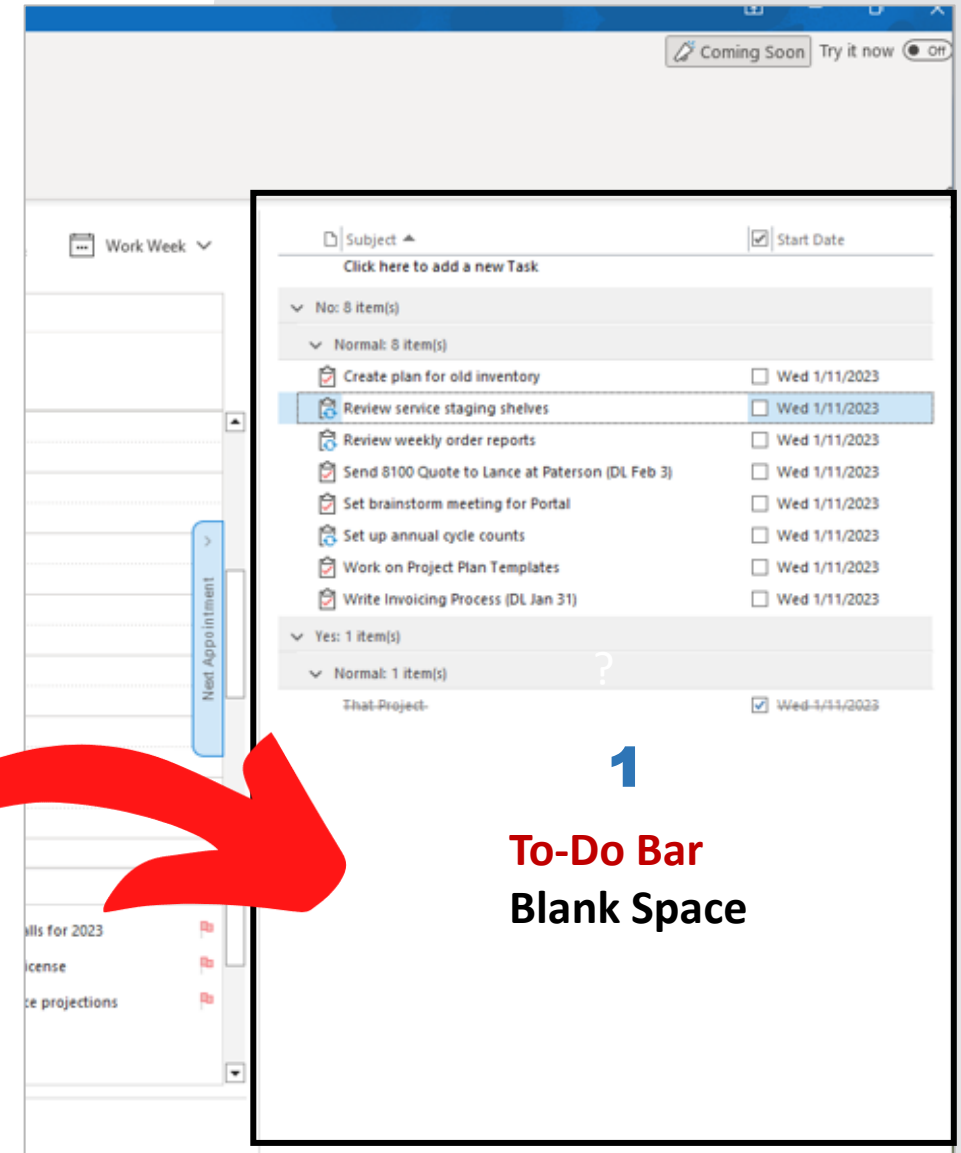 Coming Soon Try it now Off
Work Week
Subject Start Date
Click here to add a new Task
No: 8 item(s)
Normal: 8 item(s)
Create plan for old inventory Wed 1/11/2023
Review service staging shelves Wed 1/11/2023
Review weekly order reports Wed 1/11/2023
Send 8100 Quote to Lance at Paterson (DL Feb 3) Wed 1/11/2023
Set brainstorm meeting for Portal Wed 1/11/2023
Set up annual cycle counts Wed 1/11/2023
Work on Project Plan Templates Wed 1/11/2023
Write Invoicing Process (DL Jan 31) Wed 1/11/2023
Yes: 1 item(s)
?
Normal: 1 item(s)
That Project Wed 1/11/2023
Next Appointment
1
To-Do Bar
Blank Space
for 2023
projections